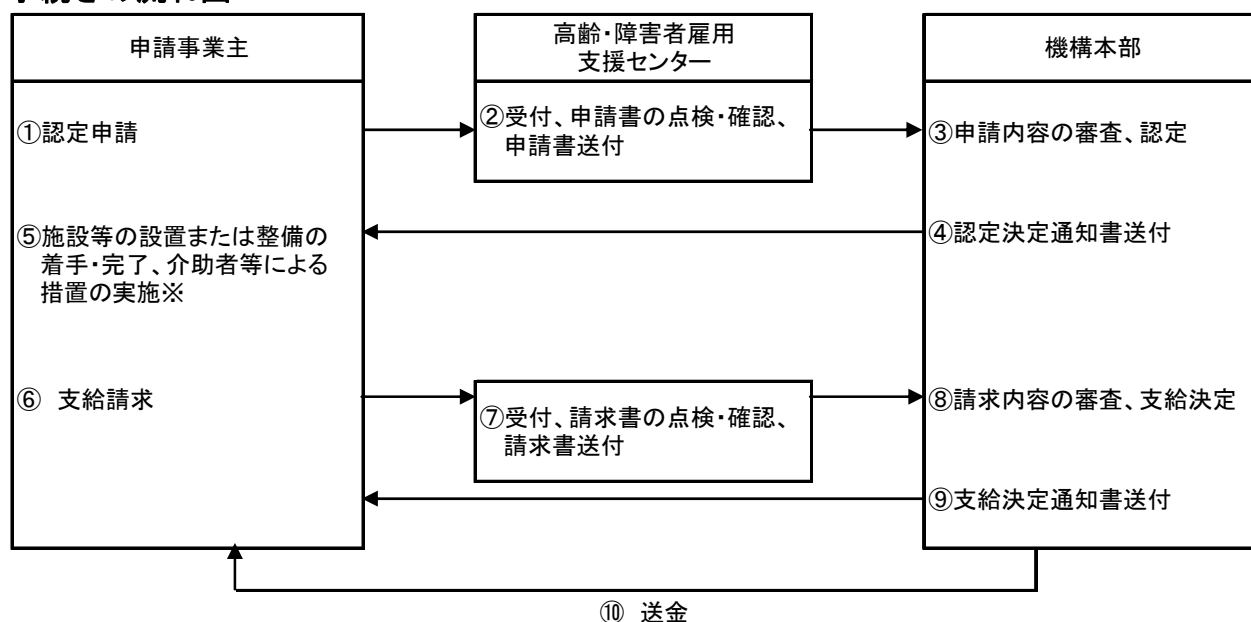 申請事業主
高齢・障害者雇用
支援センター
機構本部
①認定申請
②受付、申請書の点検・確認、
申請書送付
③申請内容の審査、認定
④認定決定通知書送付
⑤施設等の設置または整備の
着手・完了、介助者等による
措置の実施※
⑥ 支給請求
⑦受付、請求書の点検・確認、
請求書送付
⑧請求内容の審査、支給決定
⑨支給決定通知書送付
⑩ 送金